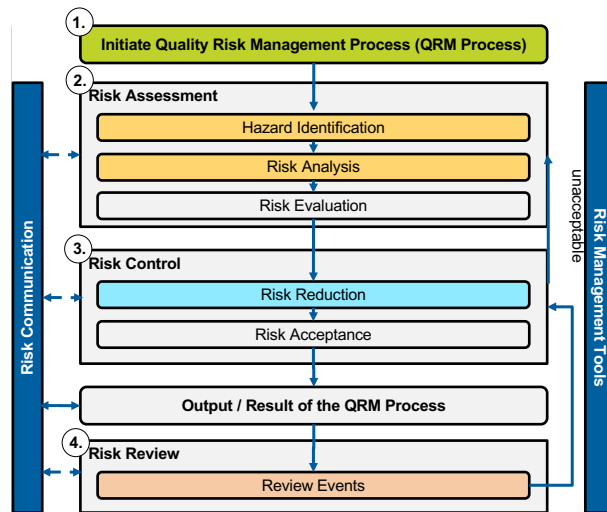 1.
Initiate Quality Risk Management Process (QRM Process)
2.
Risk Assessment
Hazard Identification
Risk Analysis
Risk Evaluation
3.
Risk Control
Risk Reduction
Risk Acceptance
Output / Result of the QRM Process
4.
Risk Review
Review Events
Risk Communication
unacceptable
Risk Management Tools